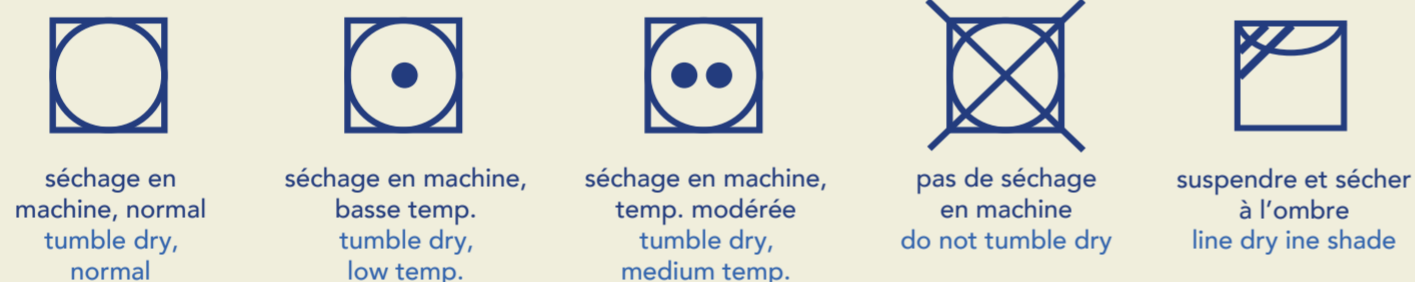 séchage en
machine, normal
tumble dry,
normal
séchage en machine,
basse temp.
tumble dry,
low temp.
séchage en machine,
temp. modérée
tumble dry,
medium temp.
pas de séchage
en machine
do not tumble dry
suspendre et sécher
à l'ombre
line dry ine shade